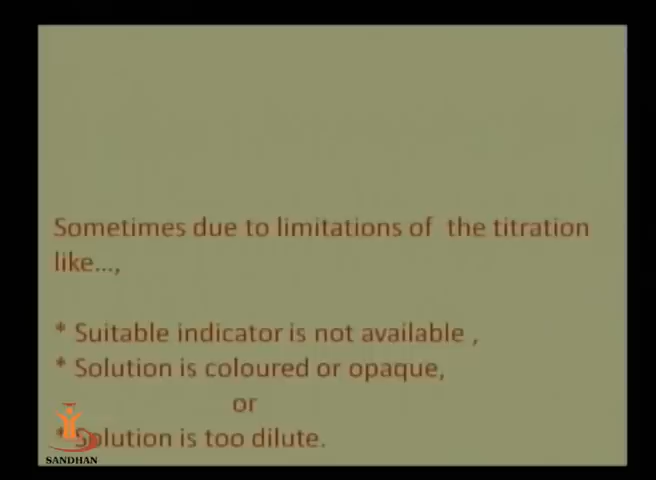 Sometimes due to limitations of the titration
like...,
* Suitable indicator is not available ,
* Solution is coloured or opaque,
or
* Solution is too dilute.
SANDHAN